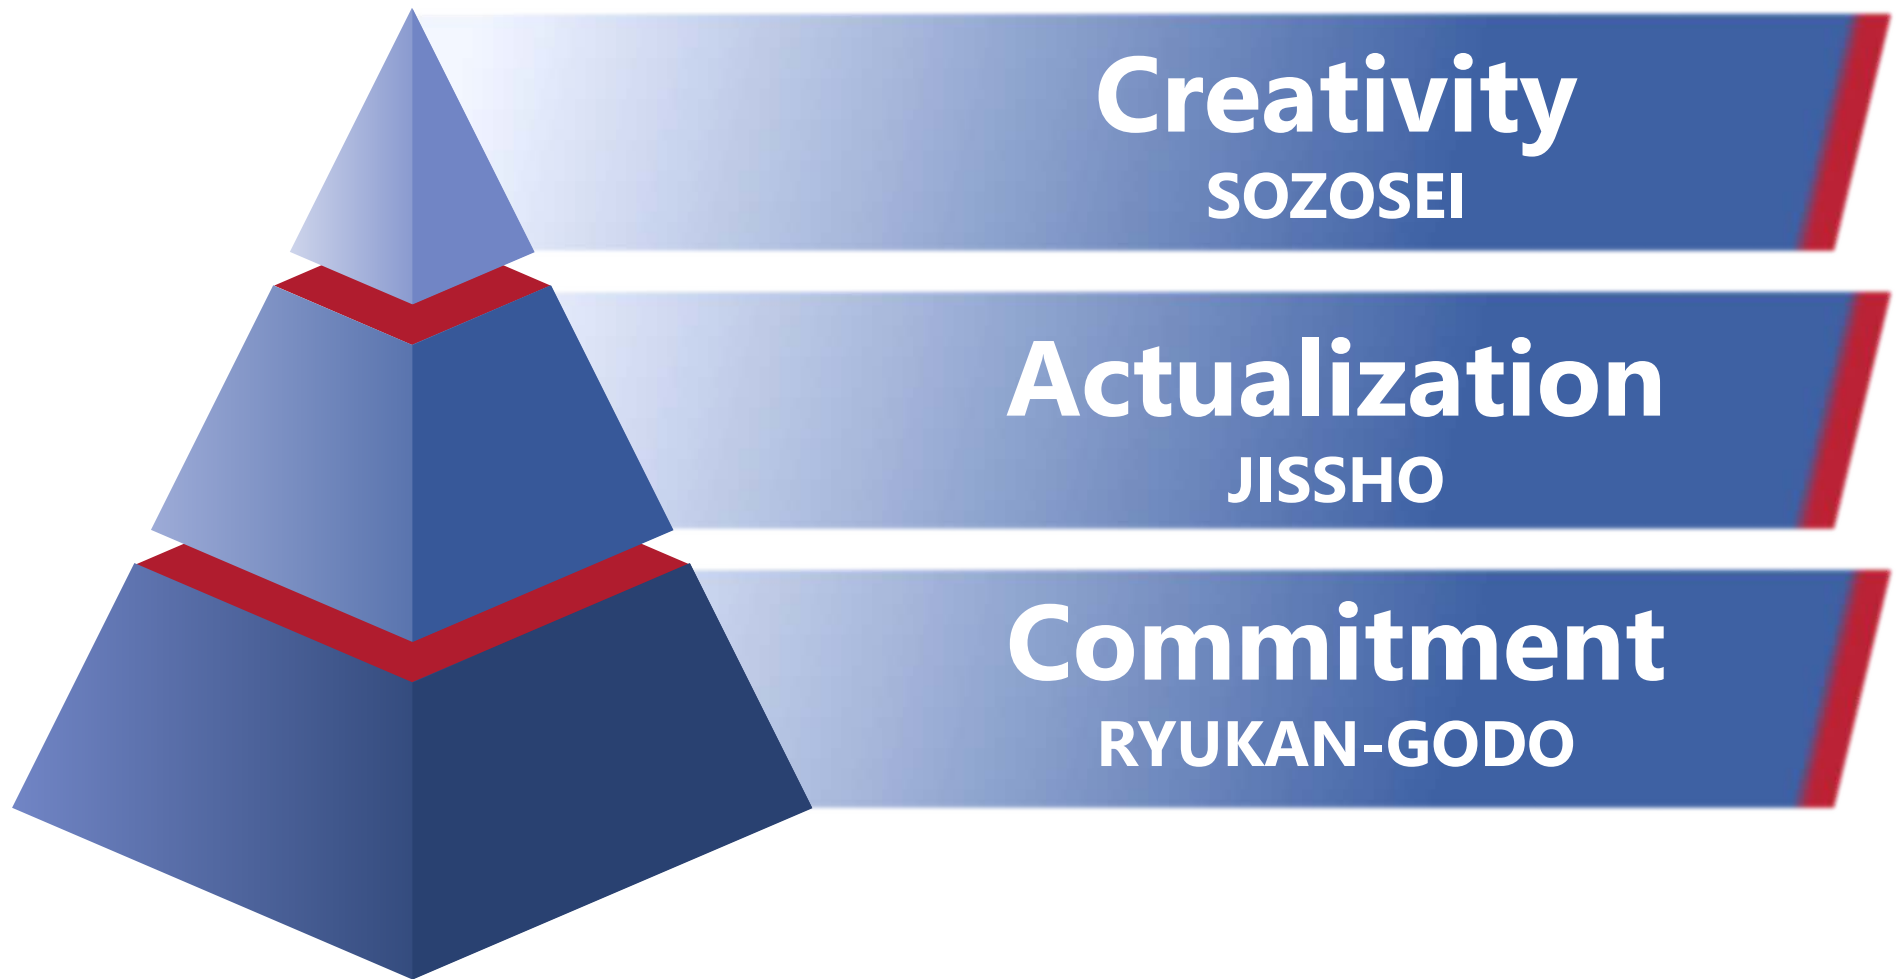 Creativity
SOZOSEI
Actualization
JISSHO
Commitment
RYUKAN-GODO